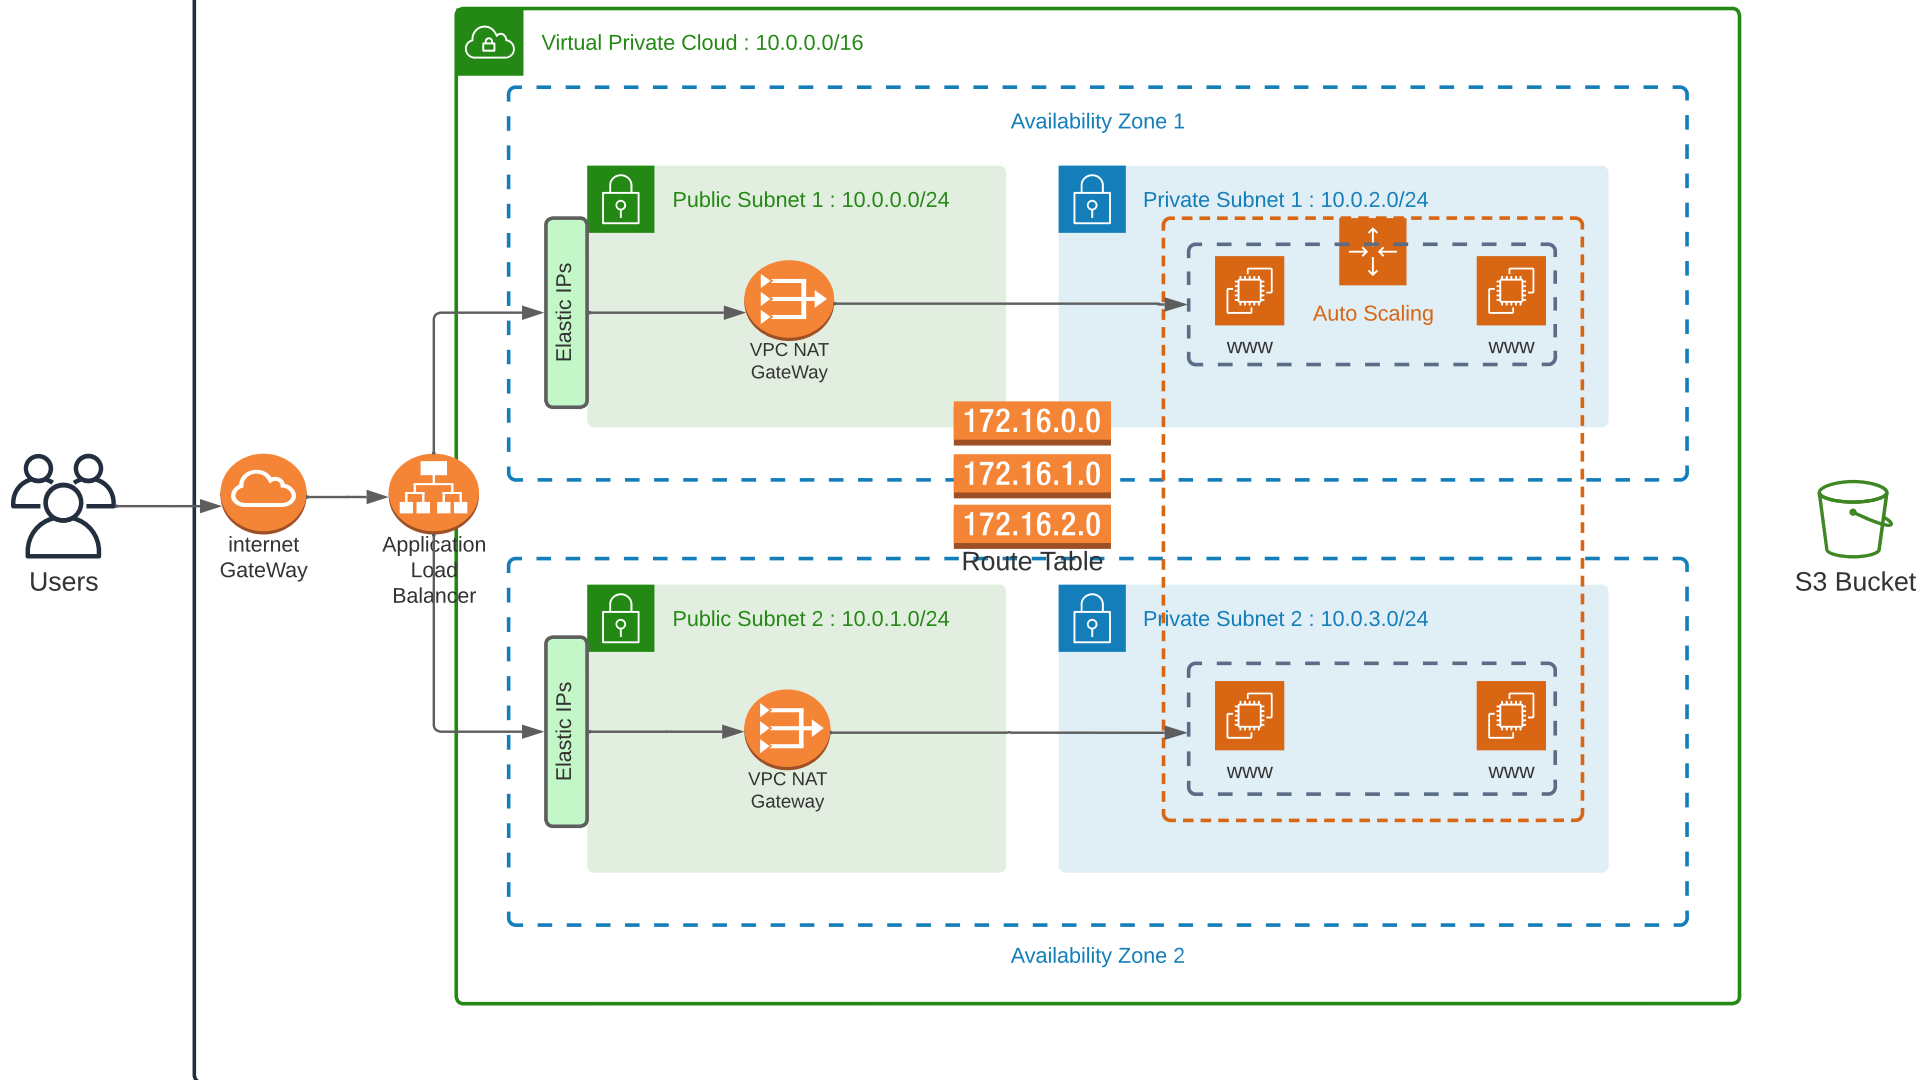 Virtual Private Cloud : 10.0.0.0/16
Availability Zone 1
Public Subnet 1 : 10.0.0.0/24
Private Subnet 1 : 10.0.2.0/24
Elastic IPs
VPC NAT
GateWay
Auto Scaling
www
www
172.16.0.0
172.16.1.0
172.16.2.0
Route Table
Users
internet
GateWay
Application
Load
Balancer
S3 Bucket
Public Subnet 2 : 10.0.1.0/24
Private Subnet 2 : 10.0.3.0/24
Elastic IPs
VPC NAT
Gateway
www
www
Availability Zone 2